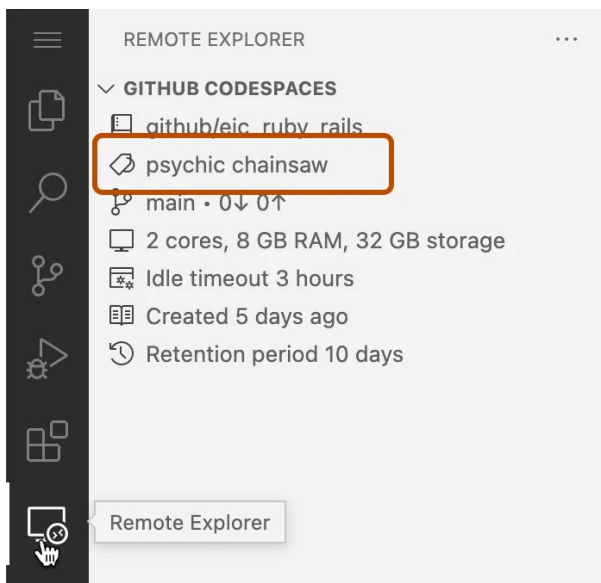 REMOTE EXPLORER
GITHUB CODESPACES
github/eic_ruby_rails
psychic chainsaw
main • 0↓ 0↑
2 cores, 8 GB RAM, 32 GB storage
Idle timeout 3 hours
Created 5 days ago
Retention period 10 days
Remote Explorer